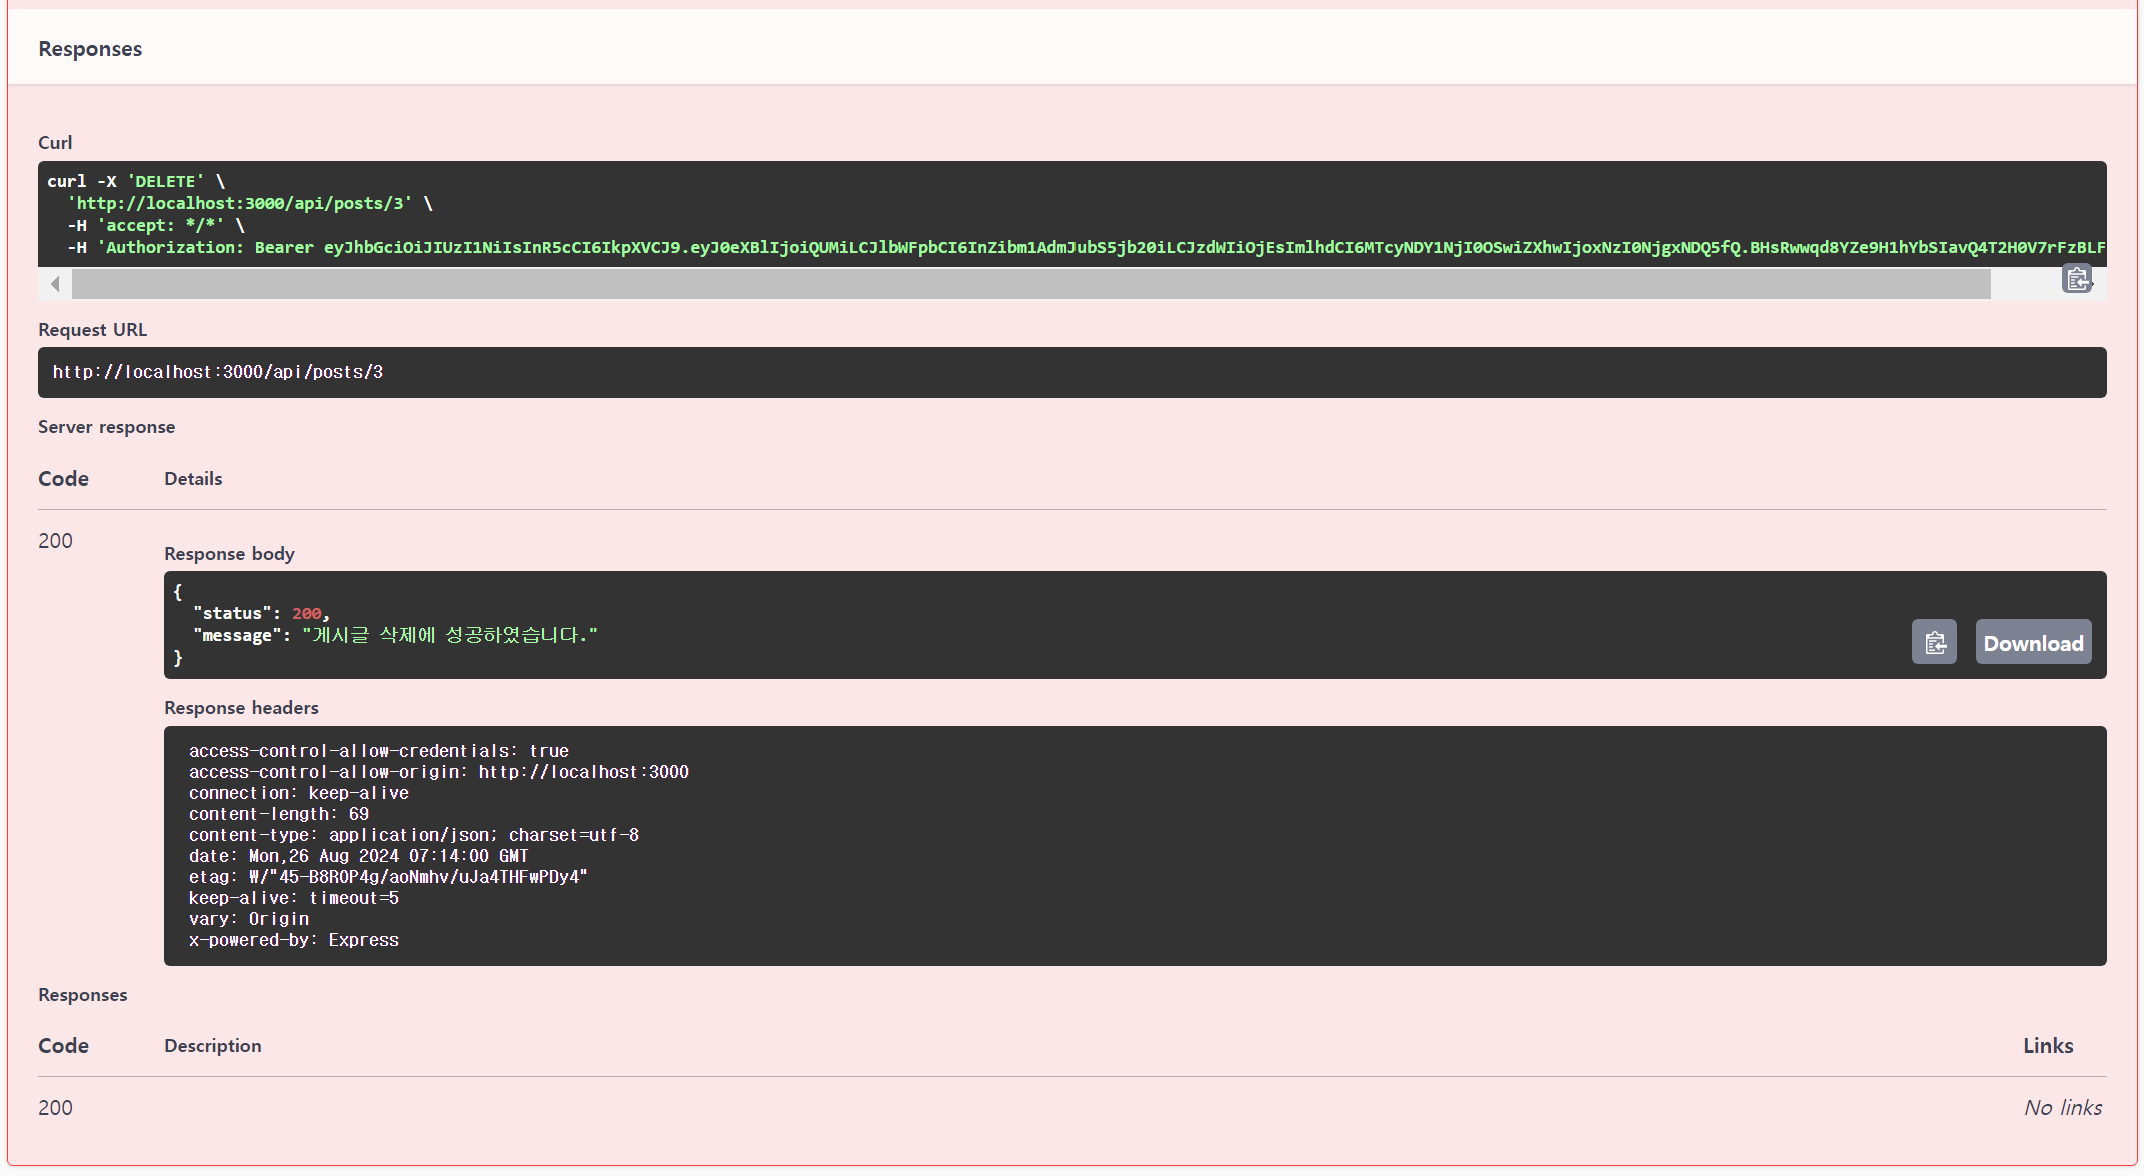 Responses
Curl
curl -X 'DELETE' \
'http://localhost:3000/api/posts/3' \
-H 'accept: */*' \
-H 'Authorization: Bearer eyJhbGciOiJIUzI1NiIsInR5cCI6IkpXVCJ9.eyJ0eXBlIjoiQUMiLCJlbWFpbCI6InZibm1AdmJubS5jb20iLCJzdWIiOjEsImlhdCI6MTcyNDY1NjI0OSwiZXhwIjoxNzI0NjgxNDQ5fQ.BHsRwwqd8YZe9H1hYbSIavQ4T2H0V7rFzBLF
Request URL
http://localhost:3000/api/posts/3
Server response
Code Details
200
Response body
{
"status": 200,
"message": "게시글 삭제에 성공하였습니다."
}
Download
Response headers
access-control-allow-credentials: true
access-control-allow-origin: http://localhost:3000
connection: keep-alive
content-length: 69
content-type: application/json; charset=utf-8
date: Mon,26 Aug 2024 07:14:00 GMT
etag: W/"45-B8ROP4g/aoNmhv/uJa4THFwPDy4"
keep-alive: timeout=5
vary: Origin
x-powered-by: Express
Responses
Code Description Links
200 No links